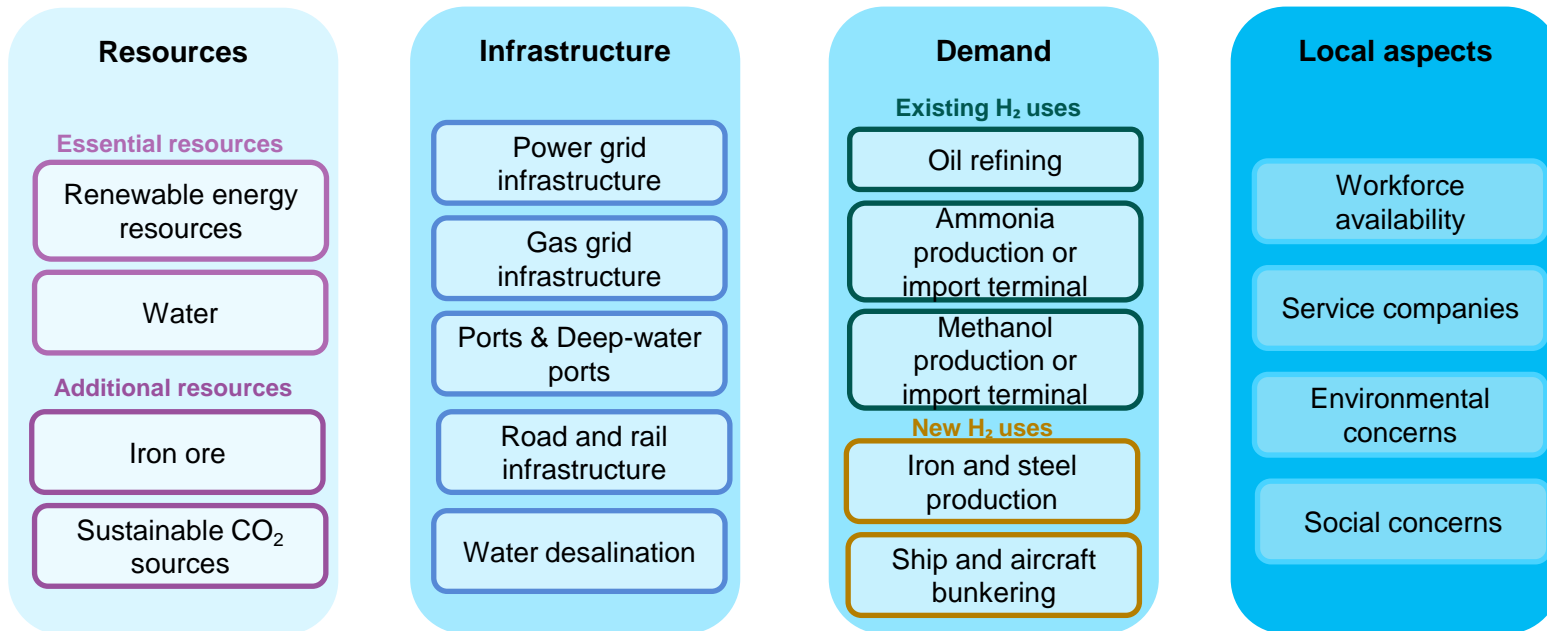 Resources
Essential resources
Renewable energy
resources
Water
Additional resources
Iron ore
Sustainable CO₂
sources
Infrastructure
Power grid
infrastructure
Gas grid
infrastructure
Ports & Deep-water
ports
Road and rail
infrastructure
Water desalination
Demand
Existing H₂ uses
Oil refining
Ammonia
production or
import terminal
Methanol
production or
import terminal
New H₂ uses
Iron and steel
production
Ship and aircraft
bunkering
Local aspects
Workforce
availability
Service companies
Environmental
concerns
Social concerns